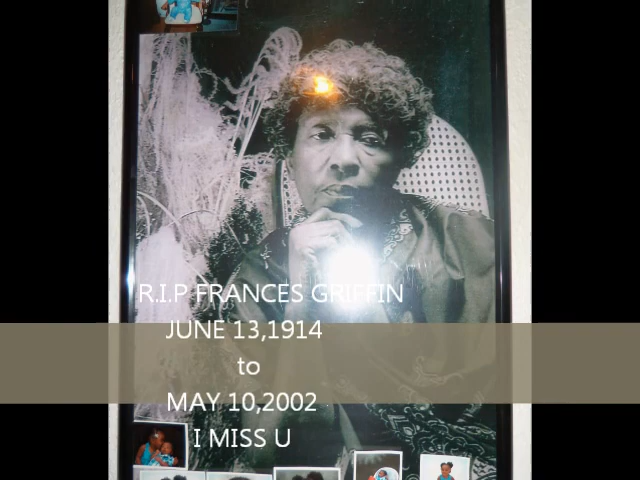 R.I.P FRANCES GRIFFIN
JUNE 13,1914
to
MAY 10,2002
I MISS U